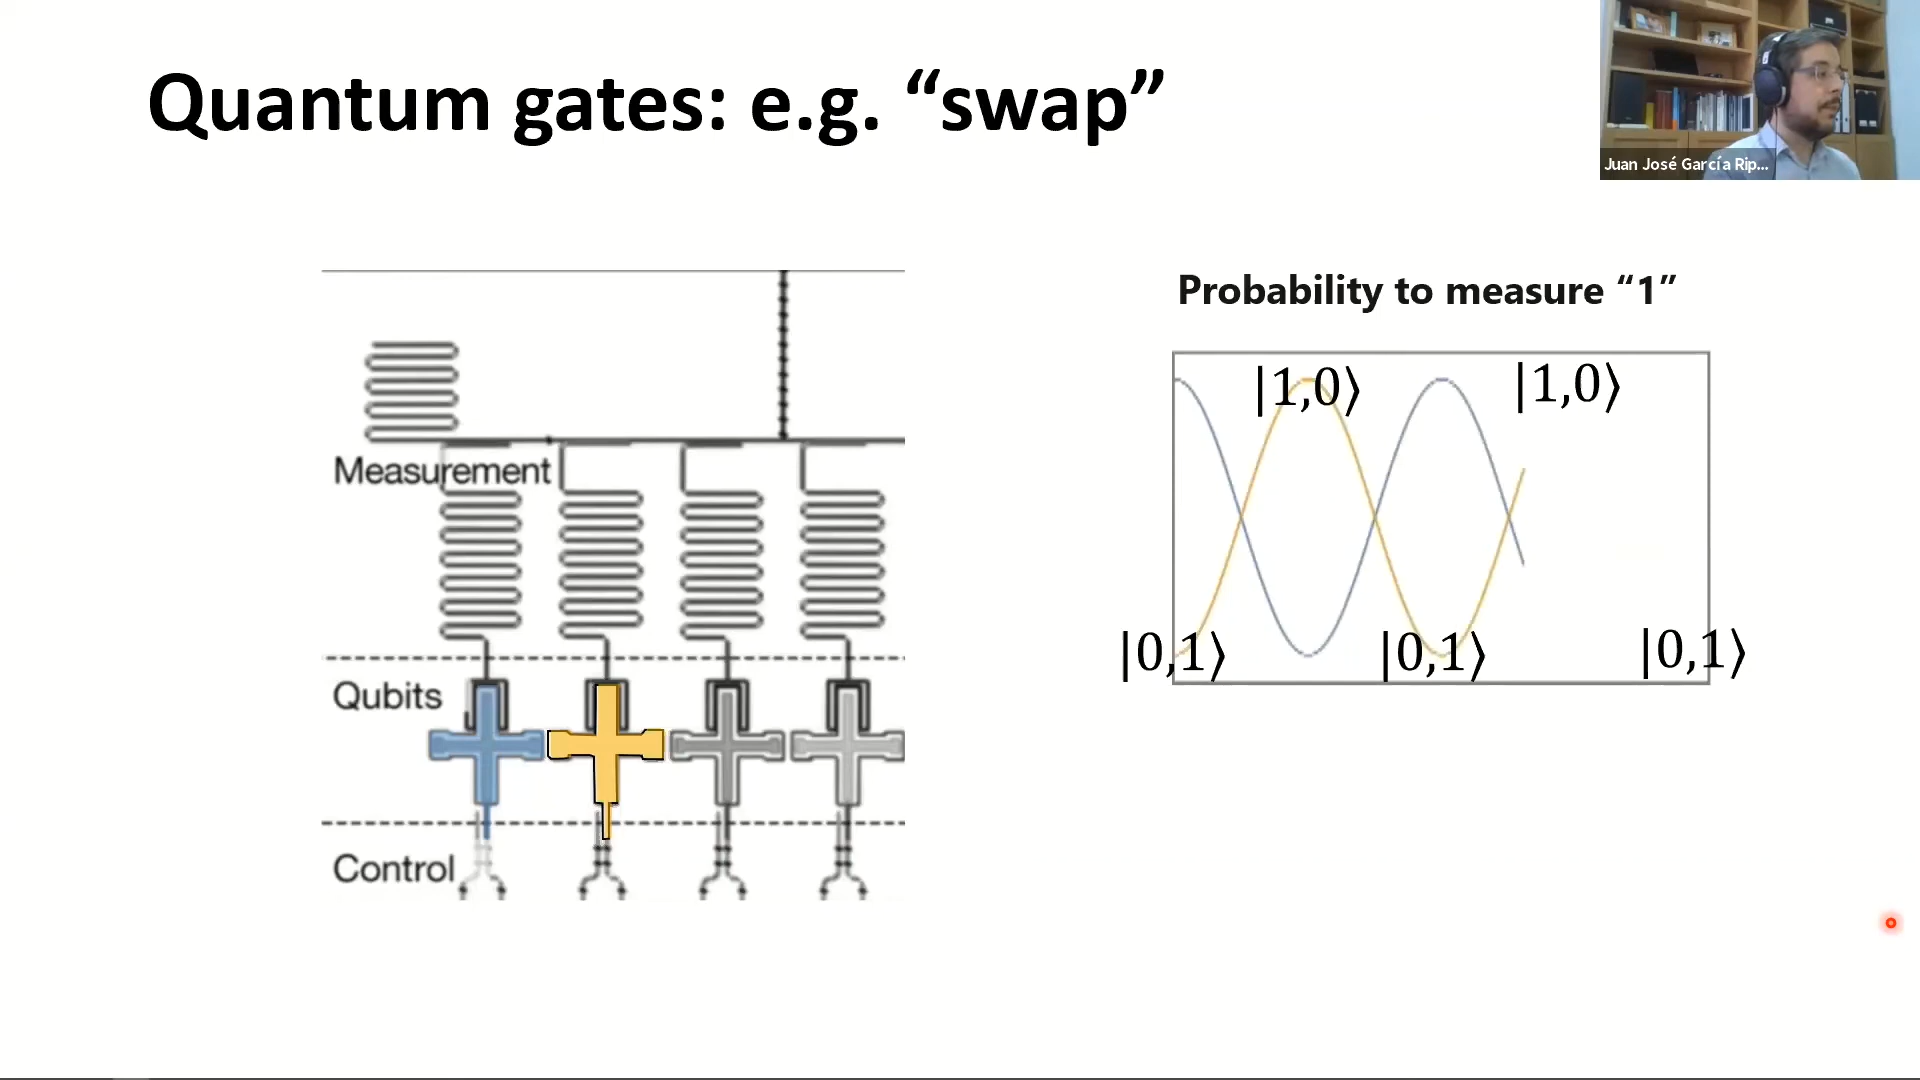 Quantum gates: e.g. “swap”
Juan José García Rip...
Probability to measure “1”
|1,0⟩
|1,0⟩
Measurement
|0,1⟩
|0,1⟩
|0,1⟩
Qubits
Control